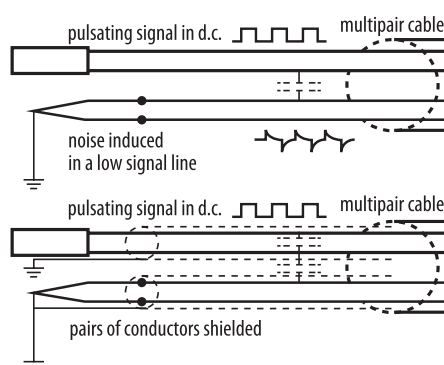 pulsating signal in d.c.
multipair cable
noise induced
in a low signal line
pulsating signal in d.c.
multipair cable
pairs of conductors shielded